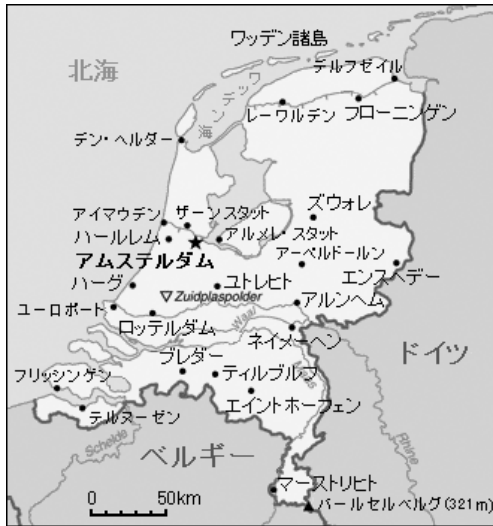 ワッデン諸島
北海
デルフゼイル
ワッデン海
レーワルデン
フローニンゲン
デン・ヘルダー
ズウォレ
アイマウデン
ザーンスタット
ハールレム
アルメレ・スタット
アムステルダム
アーペルドールン
エンスヘデー
ハーグ
ユトレヒト
▽ Zuidplaspolder
アルンヘム
ユーロポート
ロッテルダム
Waal
ネイメーヘン
ドイツ
ブレダー
フリッシンゲン
ティルブルフ
Maas
テルヌーゼン
エイントホーフェン
Schelde
Rhine
ベルギー
マーストリヒト
0 50km
バールセルベルグ(321m)